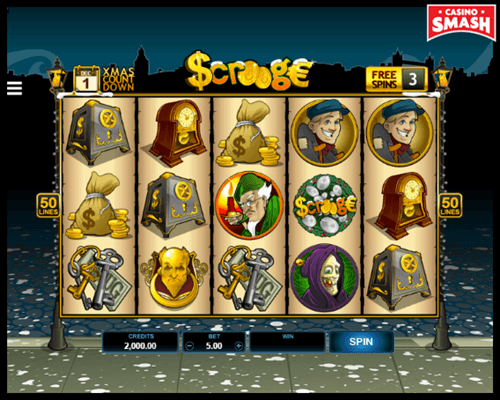 CASINO
SMASH
DEC
1
XMAS
COUNT
DOWN
$crooge
FREE
SPINS
3
50
LINES
50
LINES
$
$
$crooge
CREDITS
2,000.00
BET
5.00
WIN
SPIN